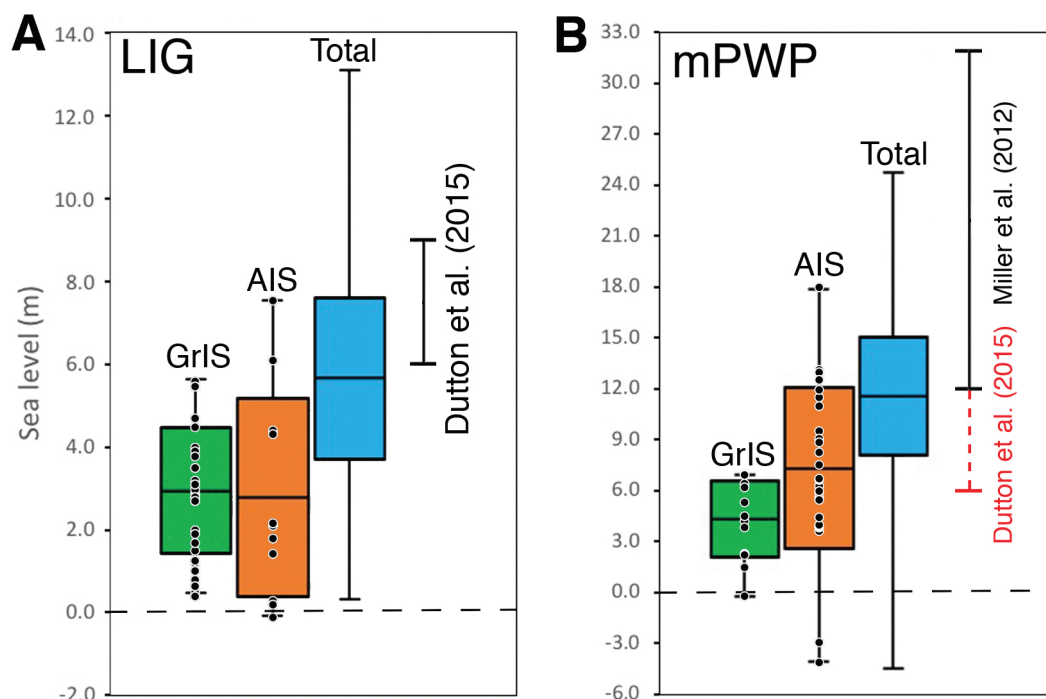 A
LIG
14.0
12.0
10.0
8.0
6.0
4.0
2.0
0.0
-2.0
Sea level (m)
GrIS
AIS
Total
Dutton et al. (2015)
B
mPWP
33.0
30.0
27.0
24.0
21.0
18.0
15.0
12.0
9.0
6.0
3.0
0.0
-3.0
-6.0
GrIS
AIS
Total
Miller et al. (2012)
Dutton et al. (2015)